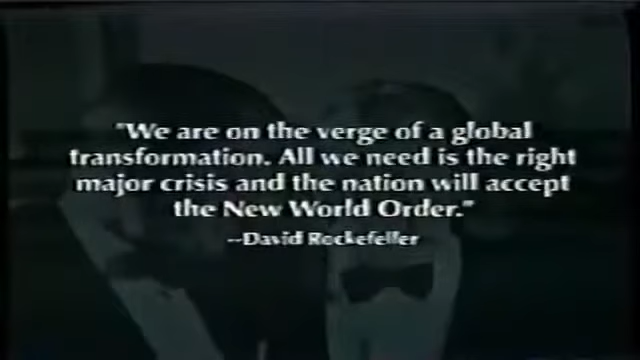 "We are on the verge of a global
transformation. All we need is the right
major crisis and the nation will accept
the New World Order."
--David Rockefeller